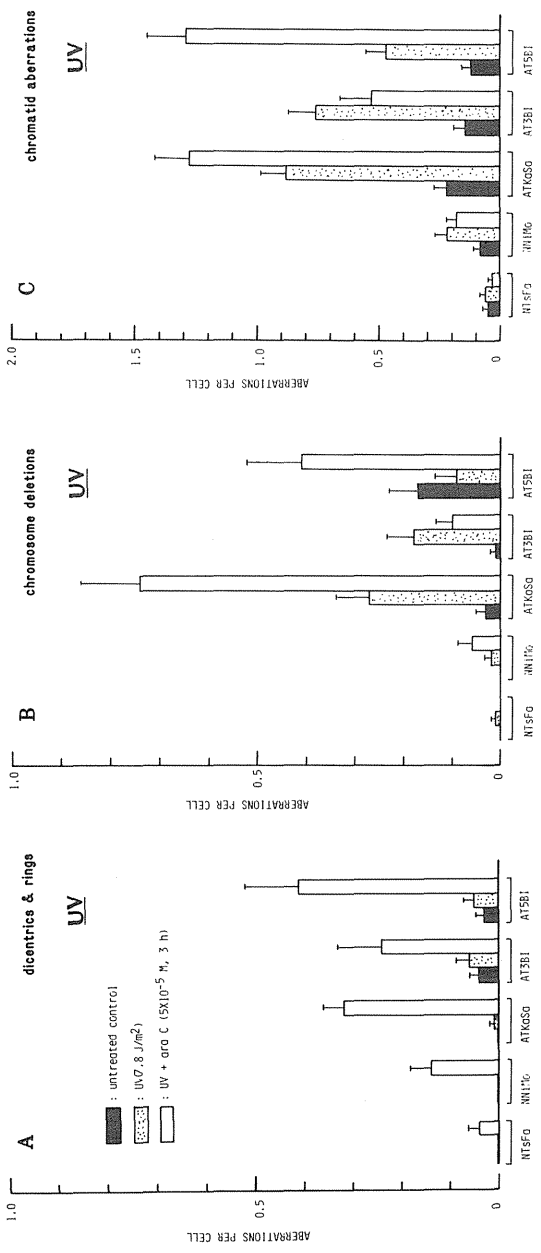 A
dicentrics & rings
UV
: untreated control
: UV(7.8 J/m²)
: UV + ara C (5X10⁻⁵ M, 3 h)
ABERRATIONS PER CELL
1.0
0.5
0
NTsFa
NNiMo
ATKaSa
AT3BI
AT5BI
B
chromosome deletions
UV
ABERRATIONS PER CELL
1.0
0.5
0
NTsFa
NNiMo
ATKaSa
AT3BI
AT5BI
C
chromatid aberrations
UV
ABERRATIONS PER CELL
2.0
1.5
1.0
0.5
0
NTsFa
NNiMo
ATKaSa
AT3BI
AT5BI